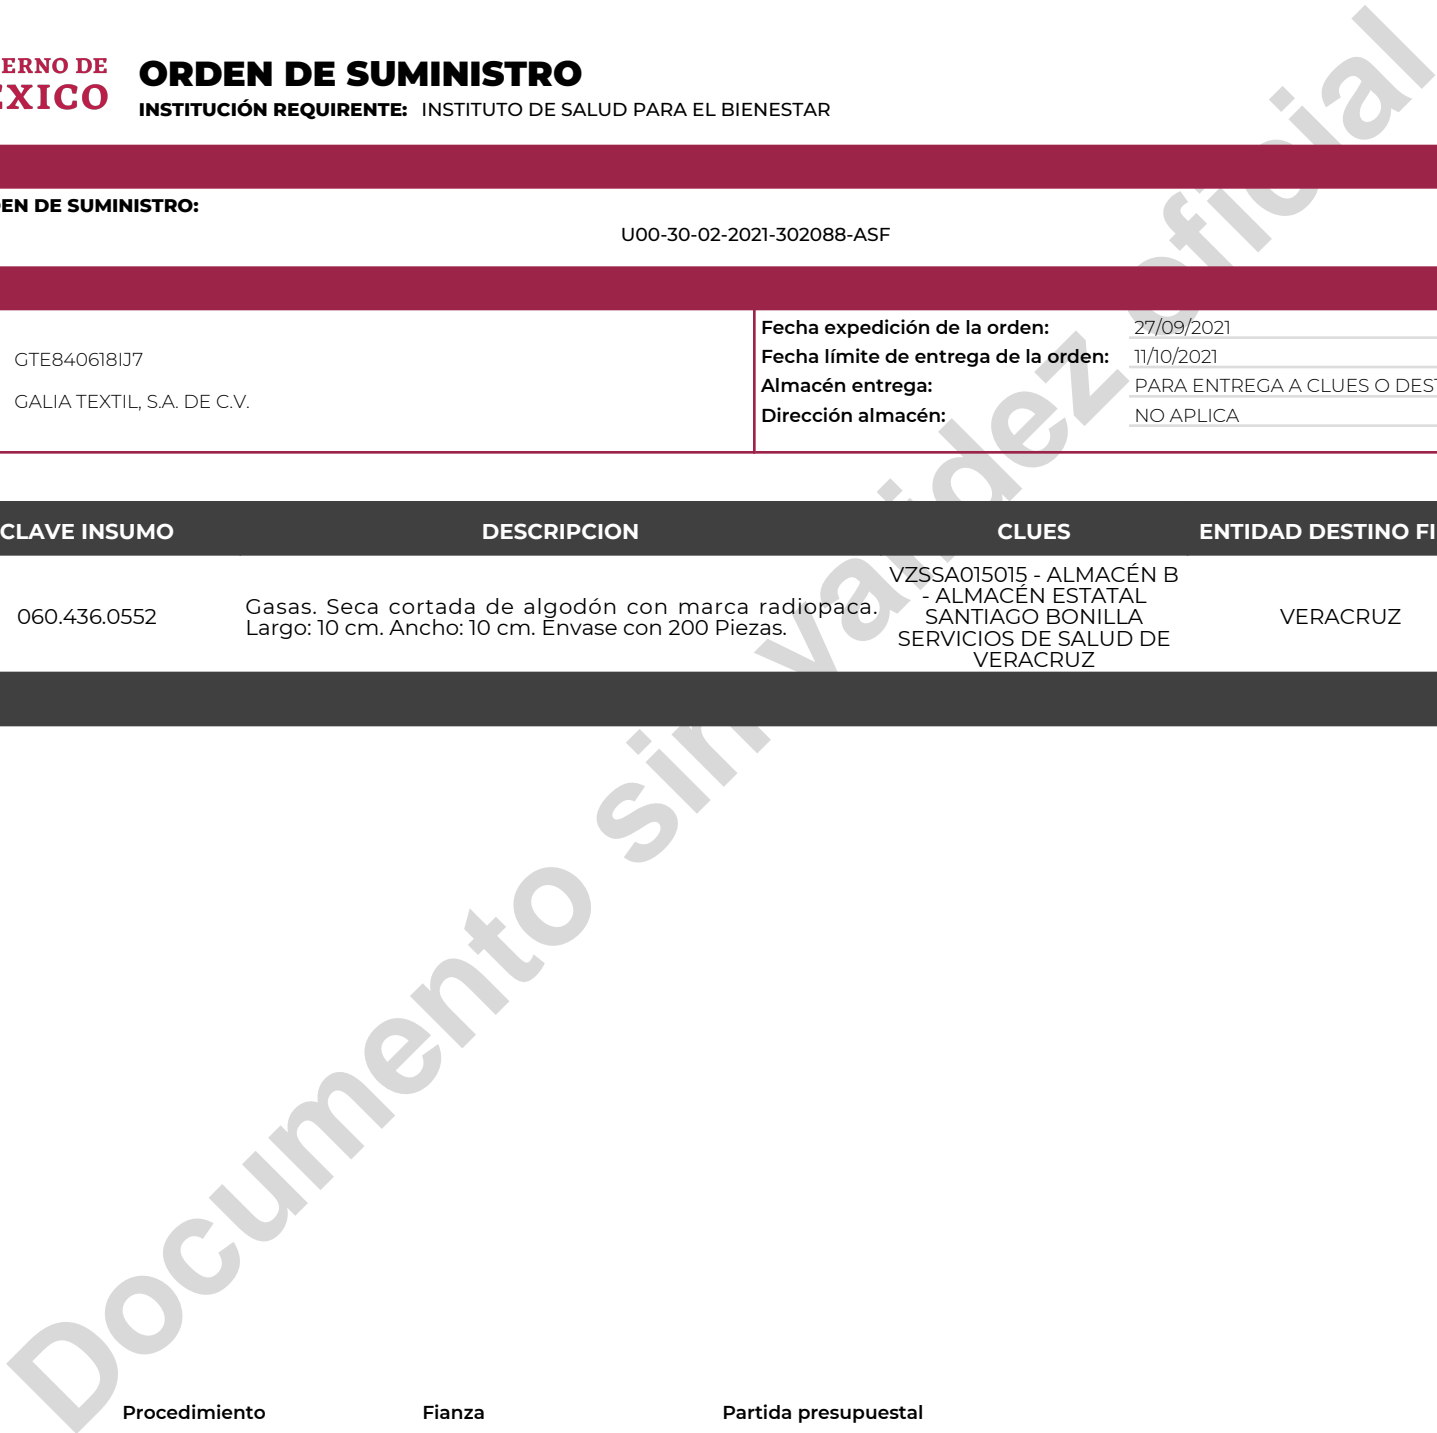 ERNO DE
EXICO
ORDEN DE SUMINISTRO
INSTITUCIÓN REQUIRENTE: INSTITUTO DE SALUD PARA EL BIENESTAR
EN DE SUMINISTRO:
U00-30-02-2021-302088-ASF
GTE840618IJ7
GALIA TEXTIL, S.A. DE C.V.
Fecha expedición de la orden: 27/09/2021
Fecha límite de entrega de la orden: 11/10/2021
Almacén entrega: PARA ENTREGA A CLUES O DEST
Dirección almacén: NO APLICA
CLAVE INSUMO DESCRIPCION CLUES ENTIDAD DESTINO FI
060.436.0552
Gasas. Seca cortada de algodón con marca radiopaca.
Largo: 10 cm. Ancho: 10 cm. Envase con 200 Piezas.
VZSSA015015 - ALMACÉN B
- ALMACÉN ESTATAL
SANTIAGO BONILLA
SERVICIOS DE SALUD DE
VERACRUZ
VERACRUZ
Documento sin validez oficial
Procedimiento Fianza Partida presupuestal